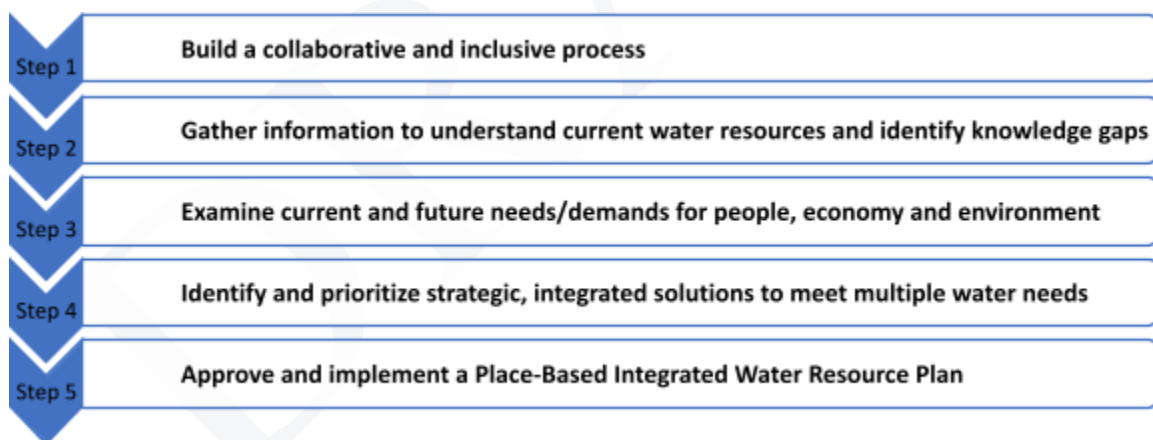 Step 1
Build a collaborative and inclusive process
Step 2
Gather information to understand current water resources and identify knowledge gaps
Step 3
Examine current and future needs/demands for people, economy and environment
Step 4
Identify and prioritize strategic, integrated solutions to meet multiple water needs
Step 5
Approve and implement a Place-Based Integrated Water Resource Plan